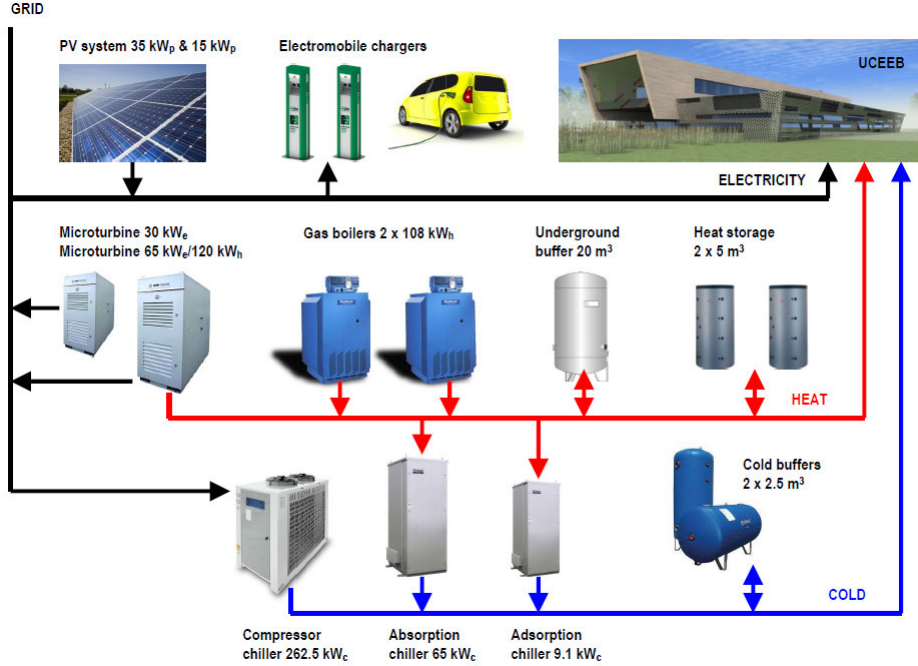 GRID
PV system 35 kWp & 15 kWp
Electromobile chargers
UCEEB
ELECTRICITY
Microturbine 30 kWe
Microturbine 65 kWe/120 kWh
Gas boilers 2 x 108 kWh
Underground
buffer 20 m³
Heat storage
2 x 5 m³
HEAT
Cold buffers
2 x 2.5 m³
COLD
Compressor
chiller 262.5 kWc
Absorption
chiller 65 kWc
Adsorption
chiller 9.1 kWc